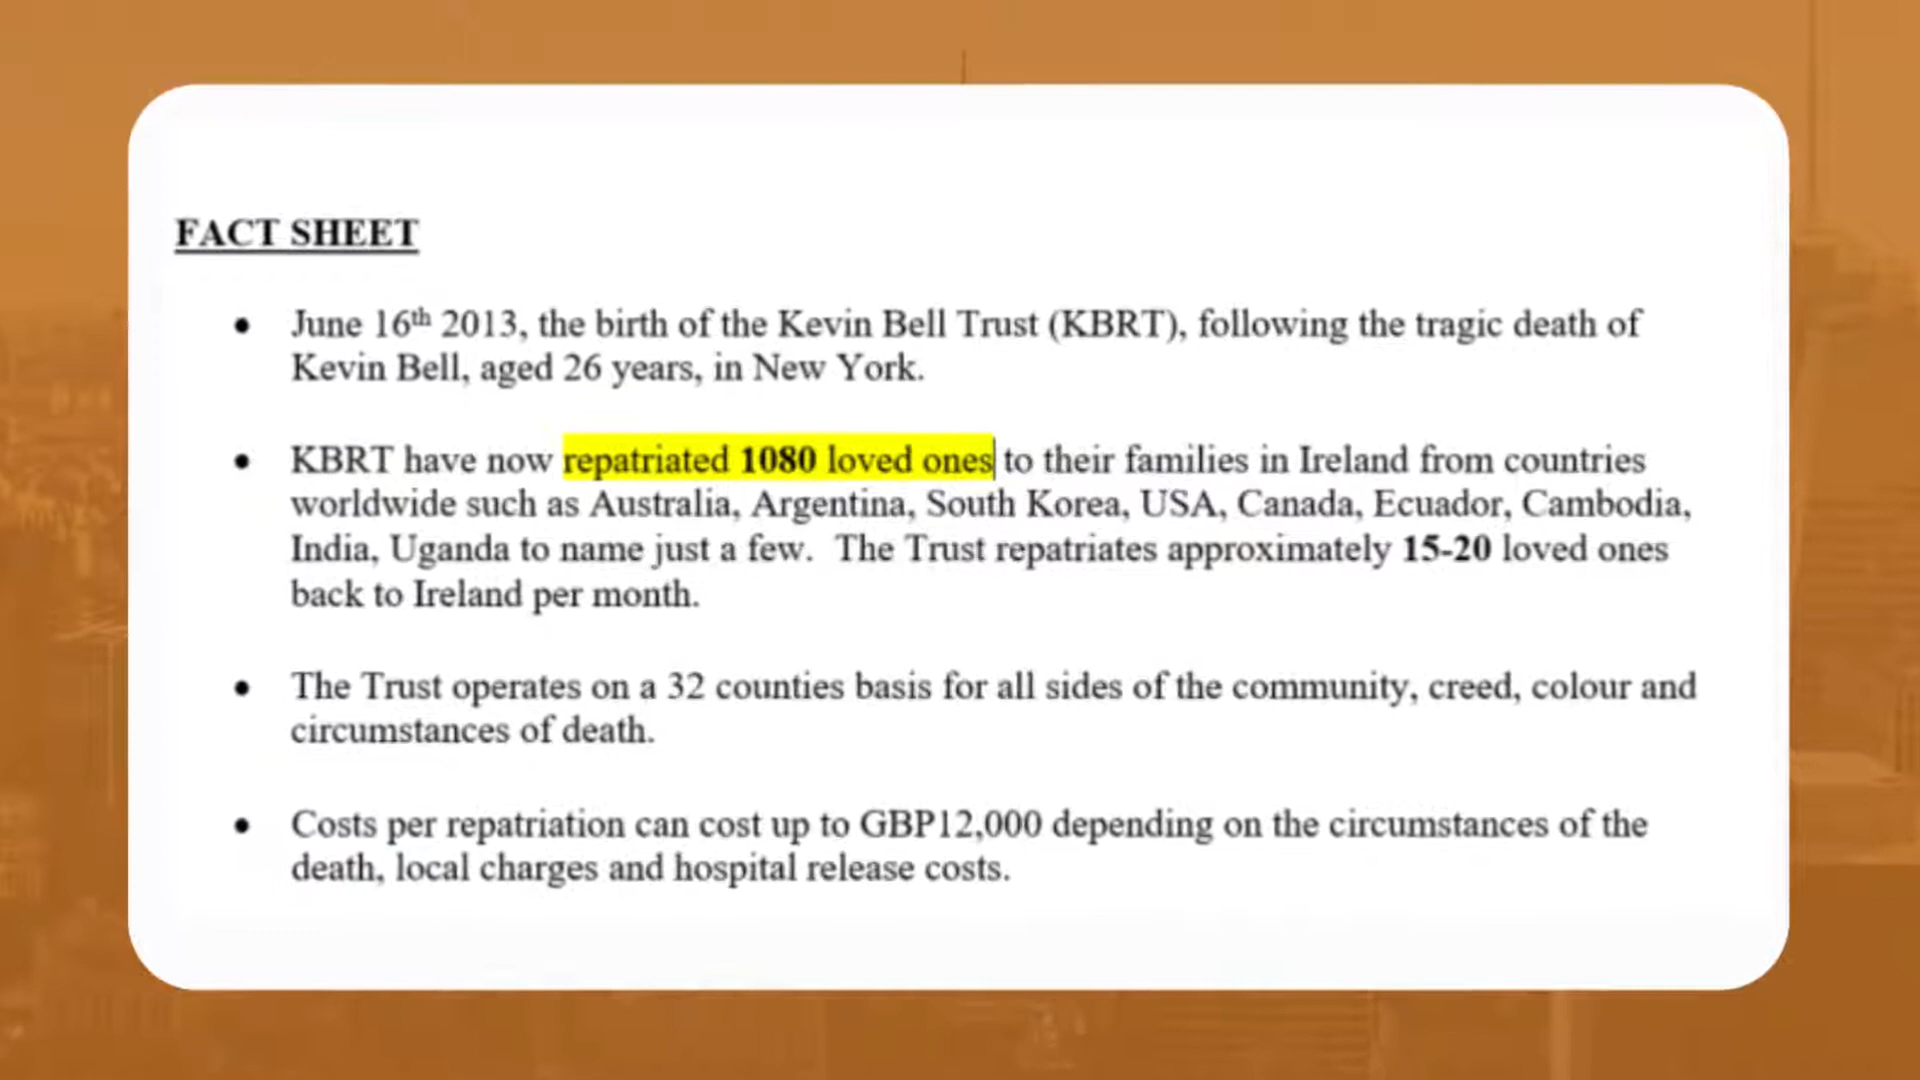 FACT SHEET
• June 16th 2013, the birth of the Kevin Bell Trust (KBRT), following the tragic death of
Kevin Bell, aged 26 years, in New York.
• KBRT have now repatriated 1080 loved ones to their families in Ireland from countries
worldwide such as Australia, Argentina, South Korea, USA, Canada, Ecuador, Cambodia,
India, Uganda to name just a few.  The Trust repatriates approximately 15-20 loved ones
back to Ireland per month.
• The Trust operates on a 32 counties basis for all sides of the community, creed, colour and
circumstances of death.
• Costs per repatriation can cost up to GBP12,000 depending on the circumstances of the
death, local charges and hospital release costs.